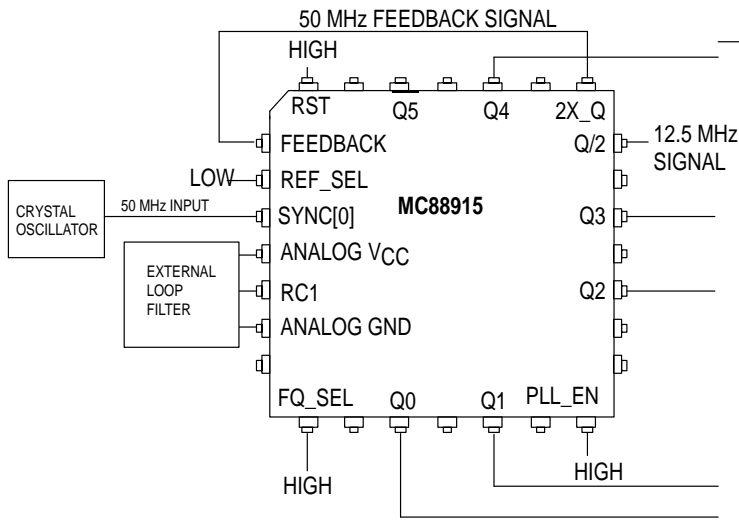 50 MHz FEEDBACK SIGNAL
HIGH
RST
Q5
Q4
2X_Q
FEEDBACK
Q/2
12.5 MHz
SIGNAL
LOW
REF_SEL
CRYSTAL
OSCILLATOR
50 MHz INPUT
SYNC[0]
MC88915
Q3
ANALOG VCC
EXTERNAL
LOOP
FILTER
RC1
Q2
ANALOG GND
FQ_SEL
Q0
Q1
PLL_EN
HIGH
HIGH